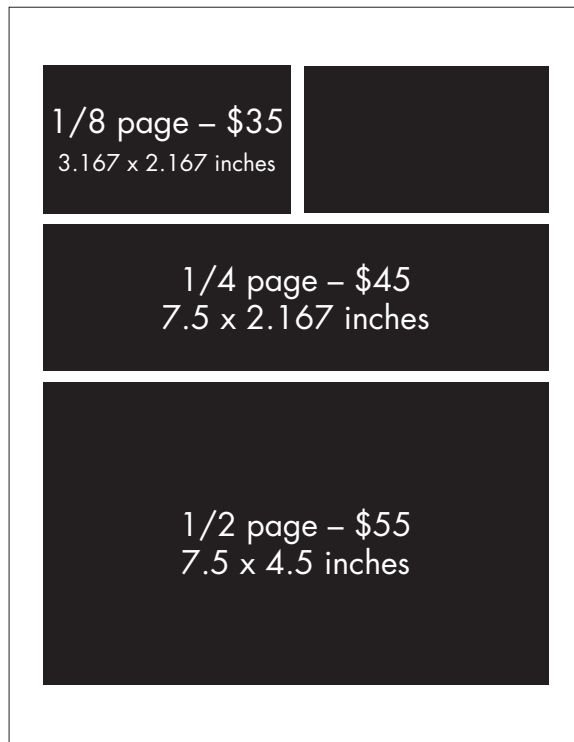 1/8 page – $35
3.167 x 2.167 inches
1/4 page – $45
7.5 x 2.167 inches
1/2 page – $55
7.5 x 4.5 inches